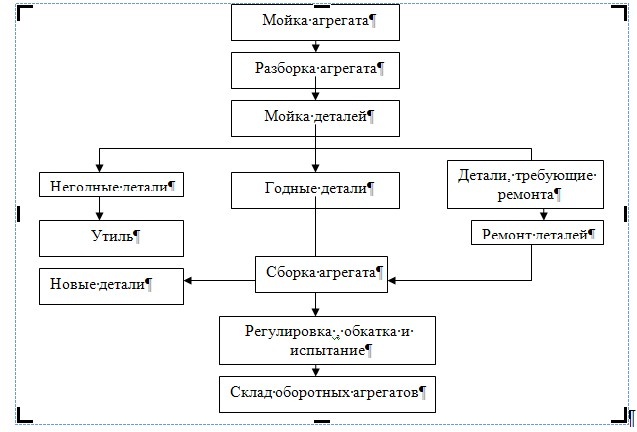 Мойка агрегата¶
Разборка агрегата¶
Мойка деталей¶
Негодные детали¶
Годные детали¶
Детали, требующие
ремонта¶
Утиль¶
Ремонт деталей¶
Новые детали¶
Сборка агрегата¶
Регулировка , обкатка и
испытание¶
Склад оборотных агрегатов¶
¶